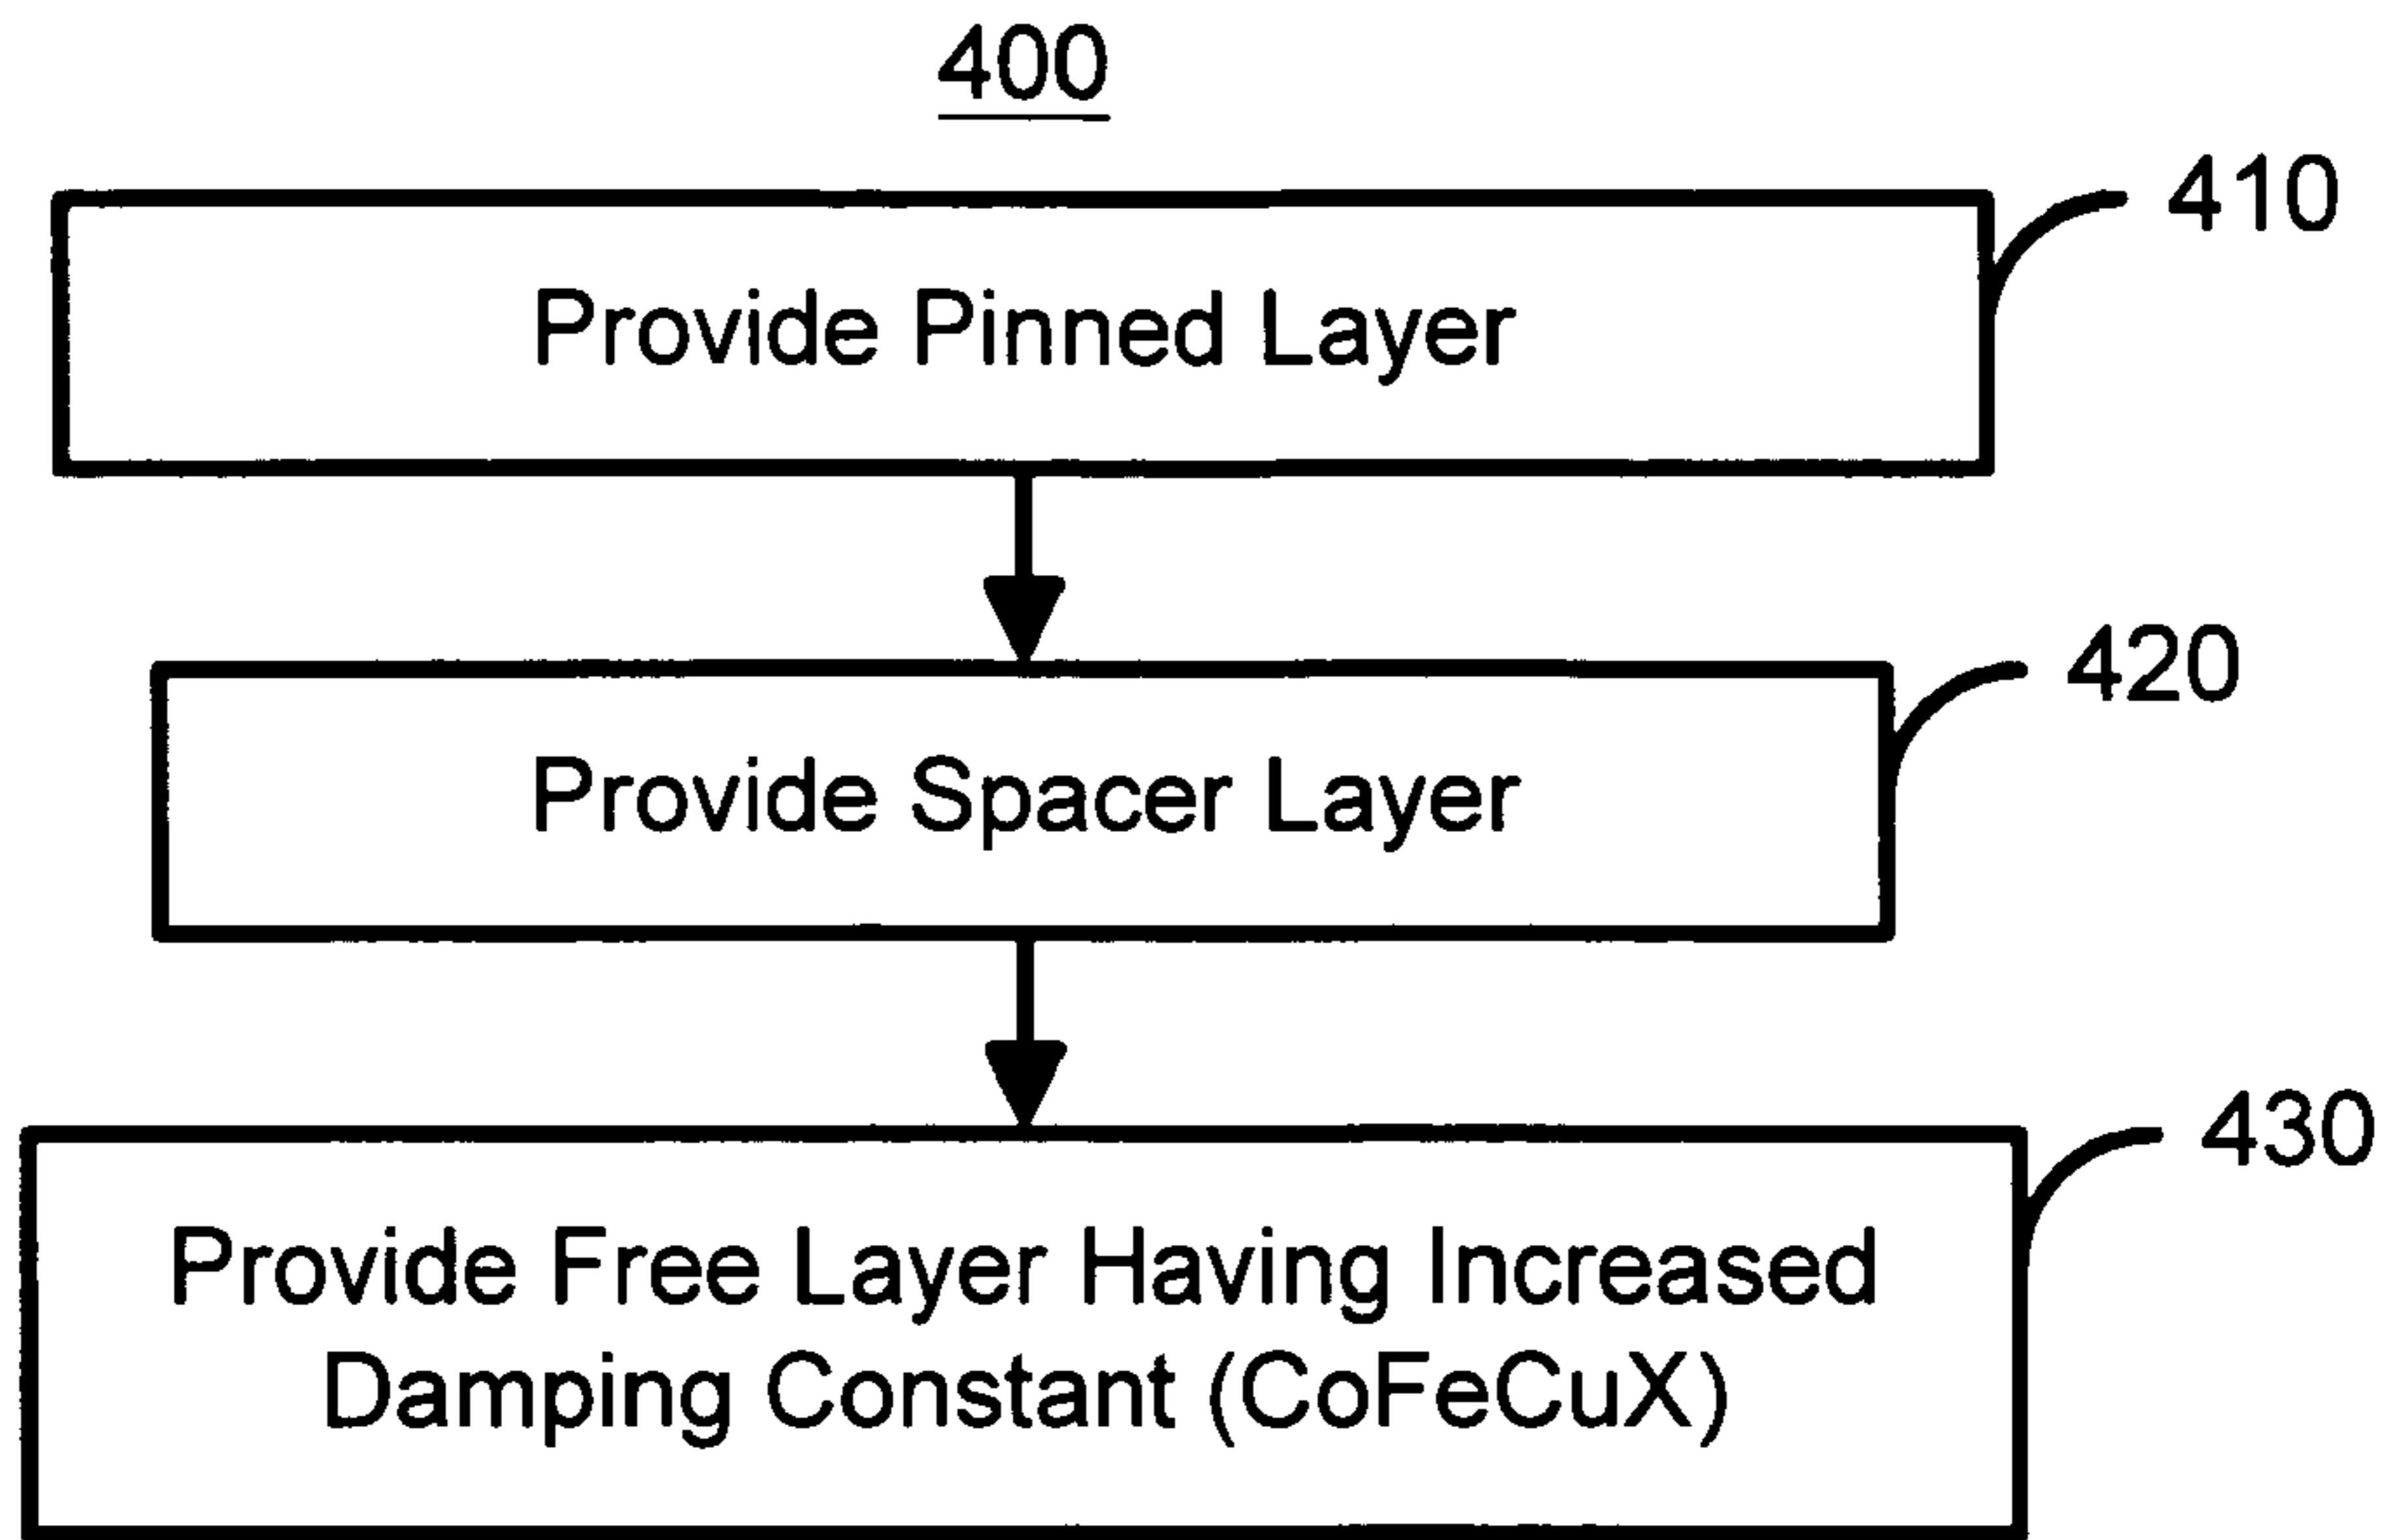 400
410
Provide Pinned Layer
420
Provide Spacer Layer
430
Provide Free Layer Having Increased
Damping Constant (CoFeCuX)